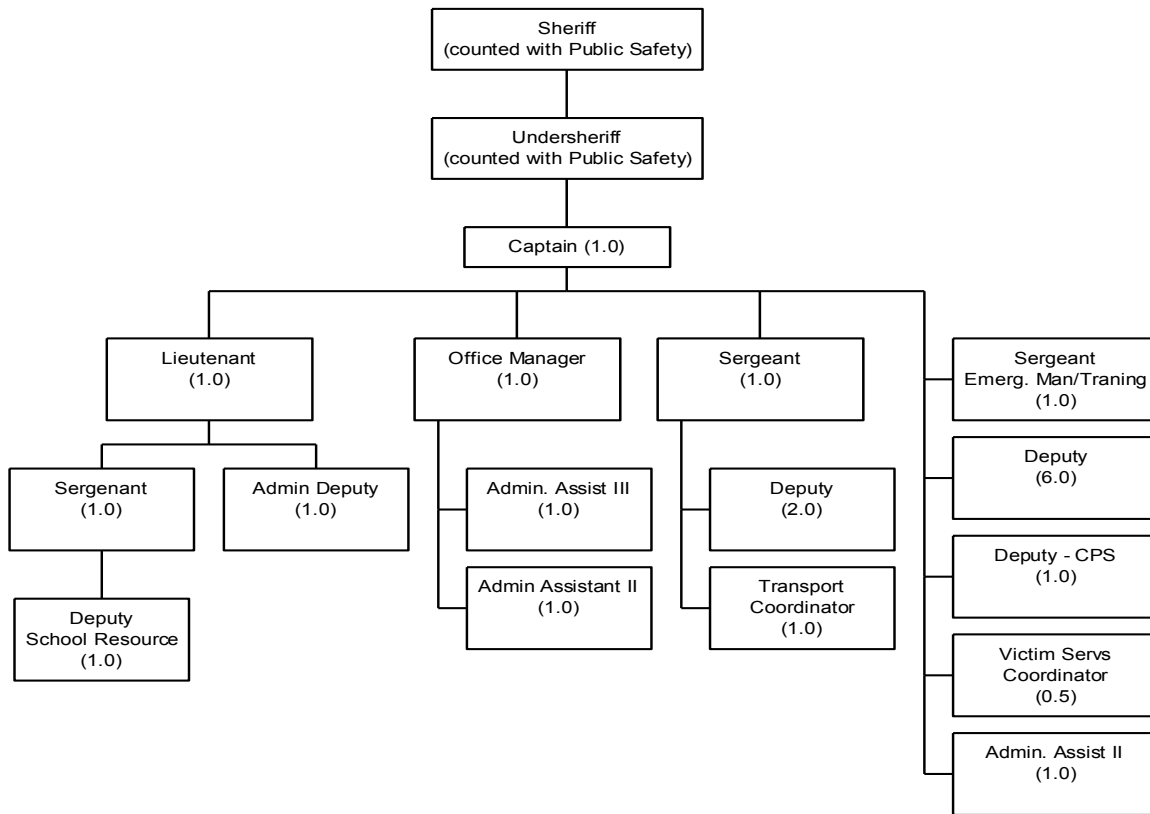 Sheriff
(counted with Public Safety)
Undersheriff
(counted with Public Safety)
Captain (1.0)
Lieutenant
(1.0)
Office Manager
(1.0)
Sergeant
(1.0)
Sergeant
Emerg. Man/Traning
(1.0)
Sergenant
(1.0)
Admin Deputy
(1.0)
Admin. Assist III
(1.0)
Deputy
(2.0)
Deputy
(6.0)
Deputy - CPS
(1.0)
Admin Assistant II
(1.0)
Transport
Coordinator
(1.0)
Deputy
School Resource
(1.0)
Victim Servs
Coordinator
(0.5)
Admin. Assist II
(1.0)